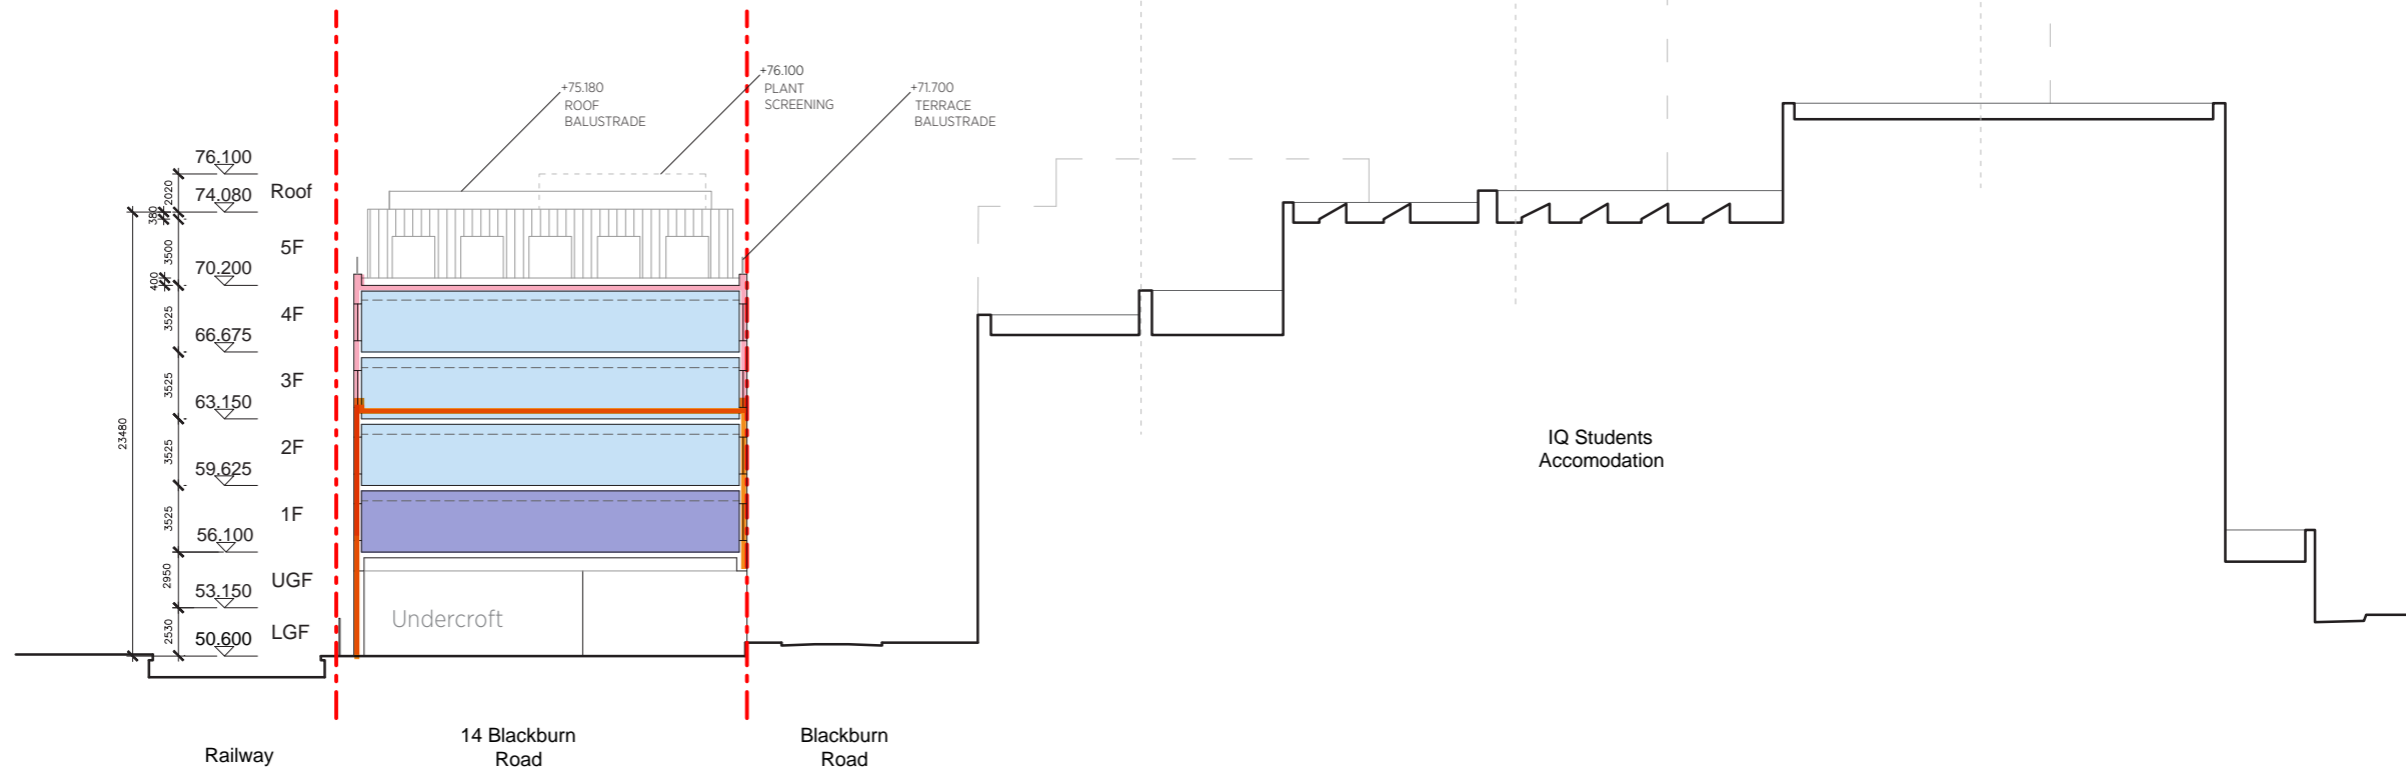 +76.100
PLANT
SCREENING
+75.180
ROOF
BALUSTRADE
+71.700
TERRACE
BALUSTRADE
76.100
2020
Roof
74.080
380
5F
3500
70.200
400
4F
3525
66.675
3F
3525
63.150
23480
2F
3525
59.625
1F
3525
56.100
2950
UGF
53.150
2530
LGF
50.600
Undercroft
IQ Students
Accomodation
Railway
14 Blackburn
Road
Blackburn
Road